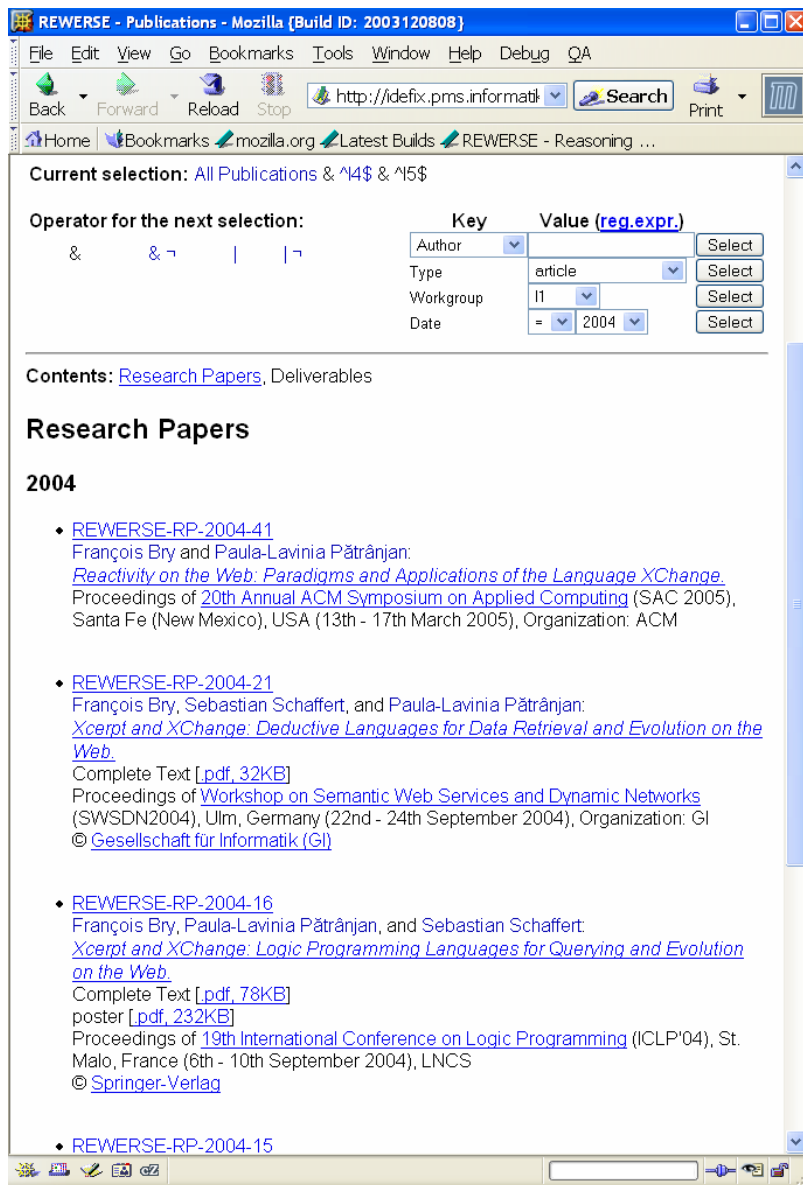 REWERSE - Publications - Mozilla {Build ID: 2003120808}
File Edit View Go Bookmarks Tools Window Help Debug QA
Back Forward Reload Stop http://idefix.pms.informatik Search Print
Home Bookmarks mozilla.org Latest Builds REWERSE - Reasoning ...
Current selection: All Publications & ^I4$ & ^I5$
Operator for the next selection: Key Value (reg.expr.)
& & ¬ | | ¬ Author Select
Type article Select
Workgroup I1 Select
Date = 2004 Select
Contents: Research Papers, Deliverables
Research Papers
2004
• REWERSE-RP-2004-41
François Bry and Paula-Lavinia Pătrânjan:
Reactivity on the Web: Paradigms and Applications of the Language XChange.
Proceedings of 20th Annual ACM Symposium on Applied Computing (SAC 2005),
Santa Fe (New Mexico), USA (13th - 17th March 2005), Organization: ACM
• REWERSE-RP-2004-21
François Bry, Sebastian Schaffert, and Paula-Lavinia Pătrânjan:
Xcerpt and XChange: Deductive Languages for Data Retrieval and Evolution on the
Web.
Complete Text [.pdf, 32KB]
Proceedings of Workshop on Semantic Web Services and Dynamic Networks
(SWSDN2004), Ulm, Germany (22nd - 24th September 2004), Organization: GI
© Gesellschaft für Informatik (GI)
• REWERSE-RP-2004-16
François Bry, Paula-Lavinia Pătrânjan, and Sebastian Schaffert:
Xcerpt and XChange: Logic Programming Languages for Querying and Evolution
on the Web.
Complete Text [.pdf, 78KB]
poster [.pdf, 232KB]
Proceedings of 19th International Conference on Logic Programming (ICLP'04), St.
Malo, France (6th - 10th September 2004), LNCS
© Springer-Verlag
• REWERSE-RP-2004-15